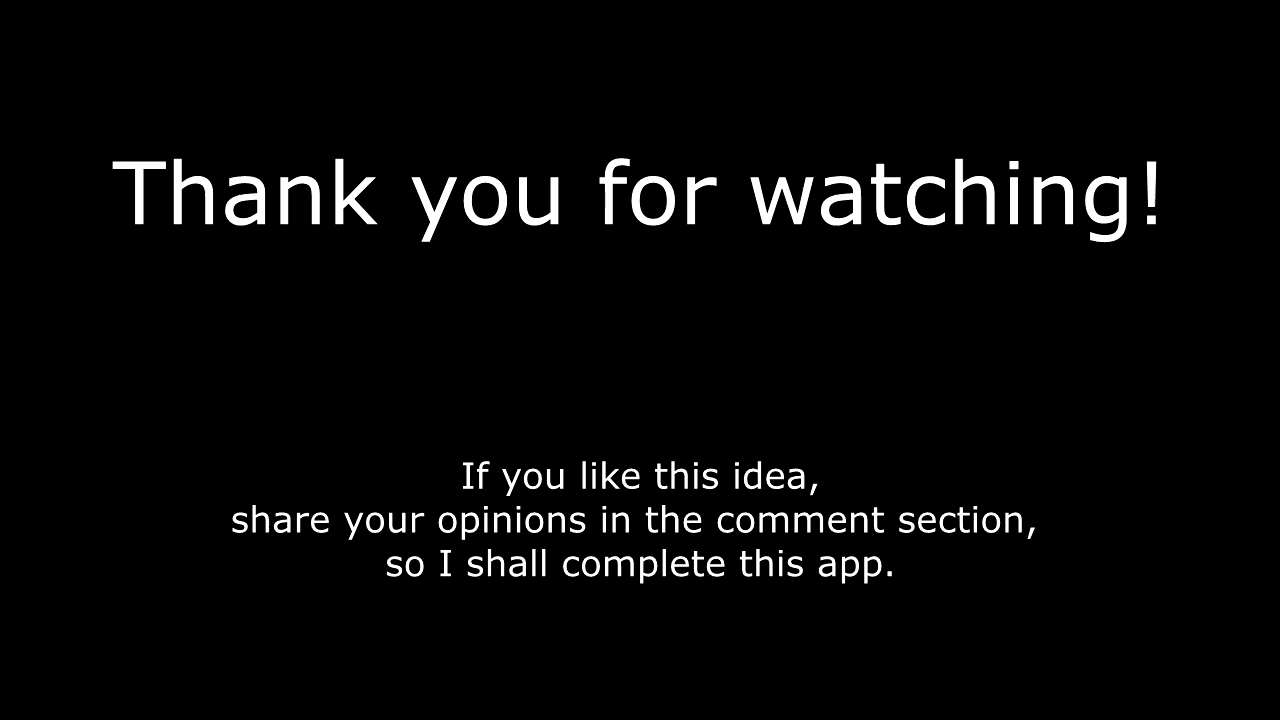 Thank you for watching!
If you like this idea,
share your opinions in the comment section,
so I shall complete this app.